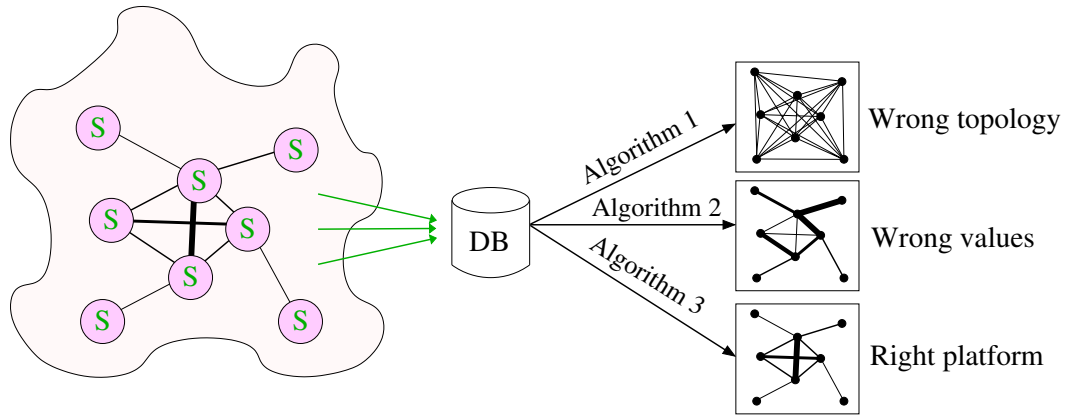 S
S
S
S
S
S
S
S
DB
Algorithm 1
Algorithm 2
Algorithm 3
Wrong topology
Wrong values
Right platform